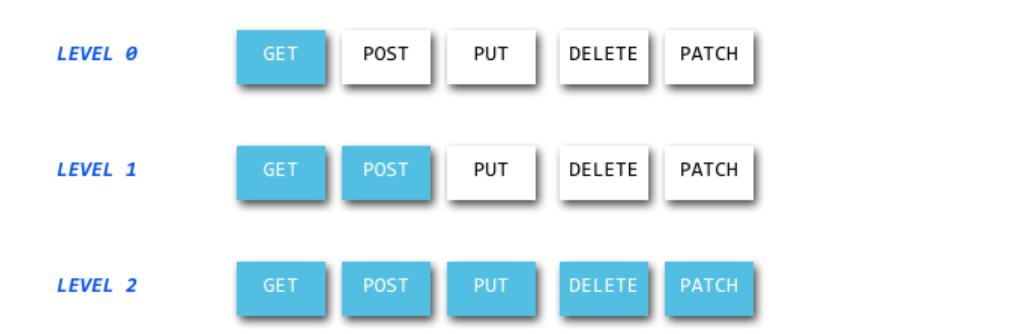 LEVEL 0 GET POST PUT DELETE PATCH
LEVEL 1 GET POST PUT DELETE PATCH
LEVEL 2 GET POST PUT DELETE PATCH